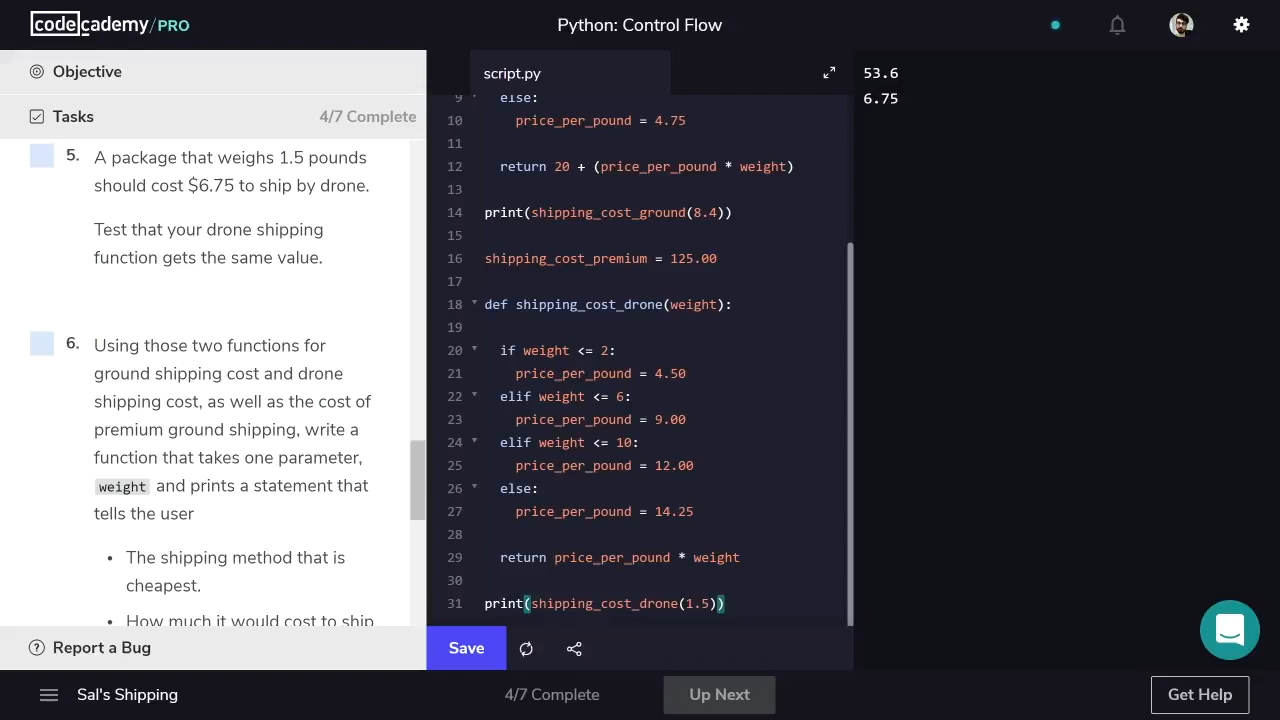 codecademy/PRO
Python: Control Flow
Objective
Tasks
4/7 Complete
5. A package that weighs 1.5 pounds
should cost $6.75 to ship by drone.
Test that your drone shipping
function gets the same value.
6. Using those two functions for
ground shipping cost and drone
shipping cost, as well as the cost of
premium ground shipping, write a
function that takes one parameter,
weight and prints a statement that
tells the user
• The shipping method that is
cheapest.
• How much it would cost to ship
Report a Bug
script.py
9 else:
10 price_per_pound = 4.75
11
12 return 20 + (price_per_pound * weight)
13
14 print(shipping_cost_ground(8.4))
15
16 shipping_cost_premium = 125.00
17
18 def shipping_cost_drone(weight):
19
20 if weight <= 2:
21 price_per_pound = 4.50
22 elif weight <= 6:
23 price_per_pound = 9.00
24 elif weight <= 10:
25 price_per_pound = 12.00
26 else:
27 price_per_pound = 14.25
28
29 return price_per_pound * weight
30
31 print(shipping_cost_drone(1.5))
Save
53.6
6.75
Sal's Shipping
4/7 Complete
Up Next
Get Help